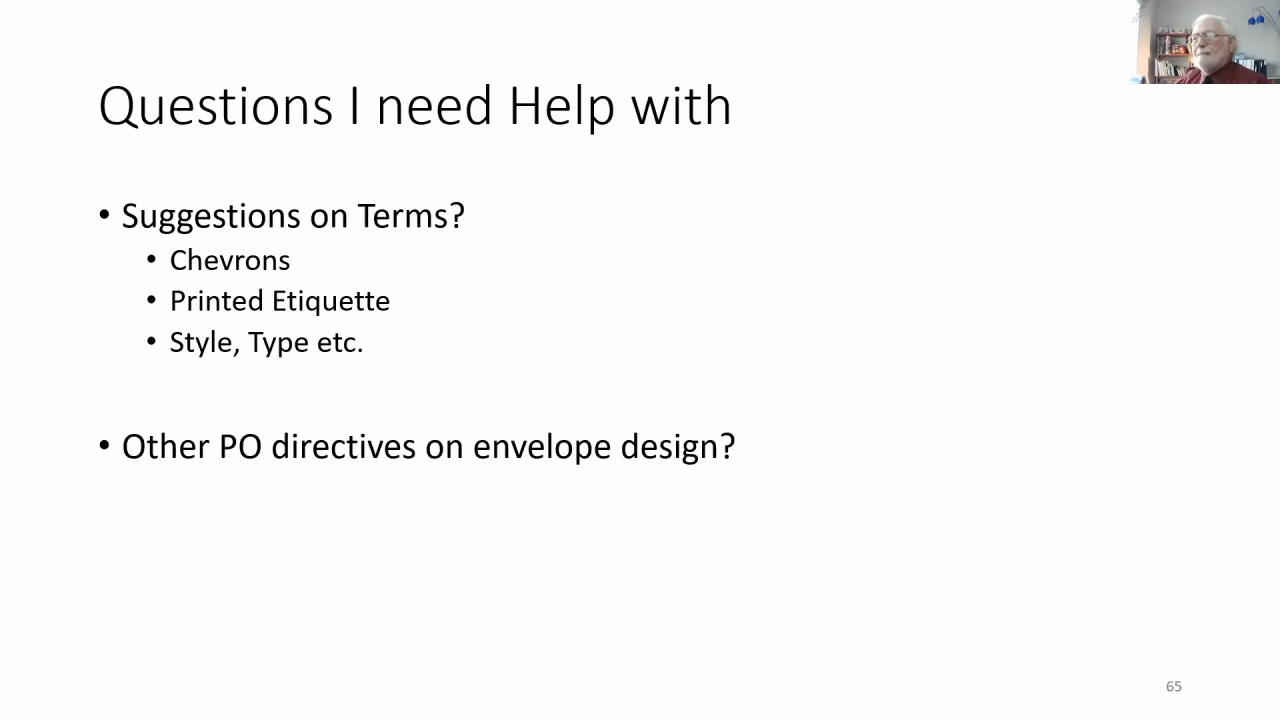 Questions I need Help with
• Suggestions on Terms?
• Chevrons
• Printed Etiquette
• Style, Type etc.
• Other PO directives on envelope design?
65